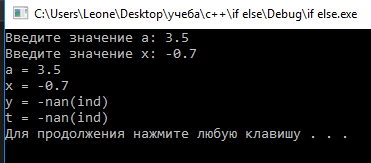 C:\Users\Leone\Desktop\учеба\c++\if else\Debug\if else.exe
Введите значение a: 3.5
Введите значение x: -0.7
a = 3.5
x = -0.7
y = -nan(ind)
t = -nan(ind)
Для продолжения нажмите любую клавишу . . .